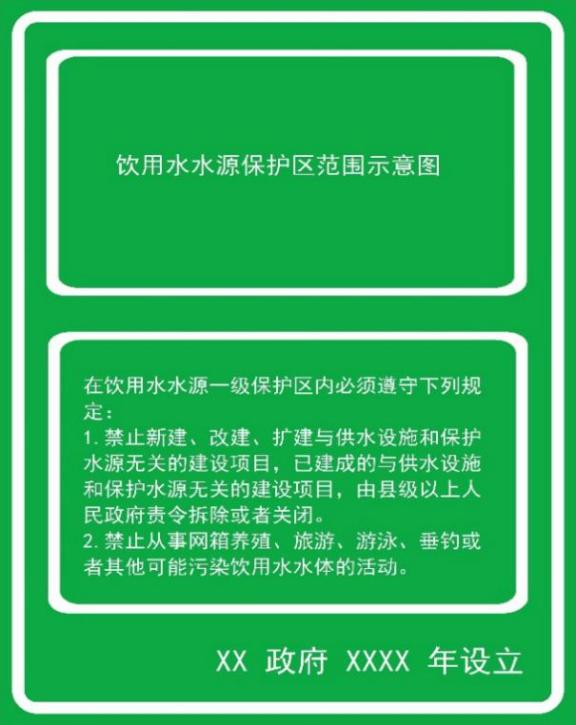 饮用水水源保护区范围示意图
在饮用水水源一级保护区内必须遵守下列规
定：
1.禁止新建、改建、扩建与供水设施和保护
水源无关的建设项目，已建成的与供水设施
和保护水源无关的建设项目，由县级以上人
民政府责令拆除或者关闭。
2.禁止从事网箱养殖、旅游、游泳、垂钓或
者其他可能污染饮用水水体的活动。
XX 政府 XXXX 年设立